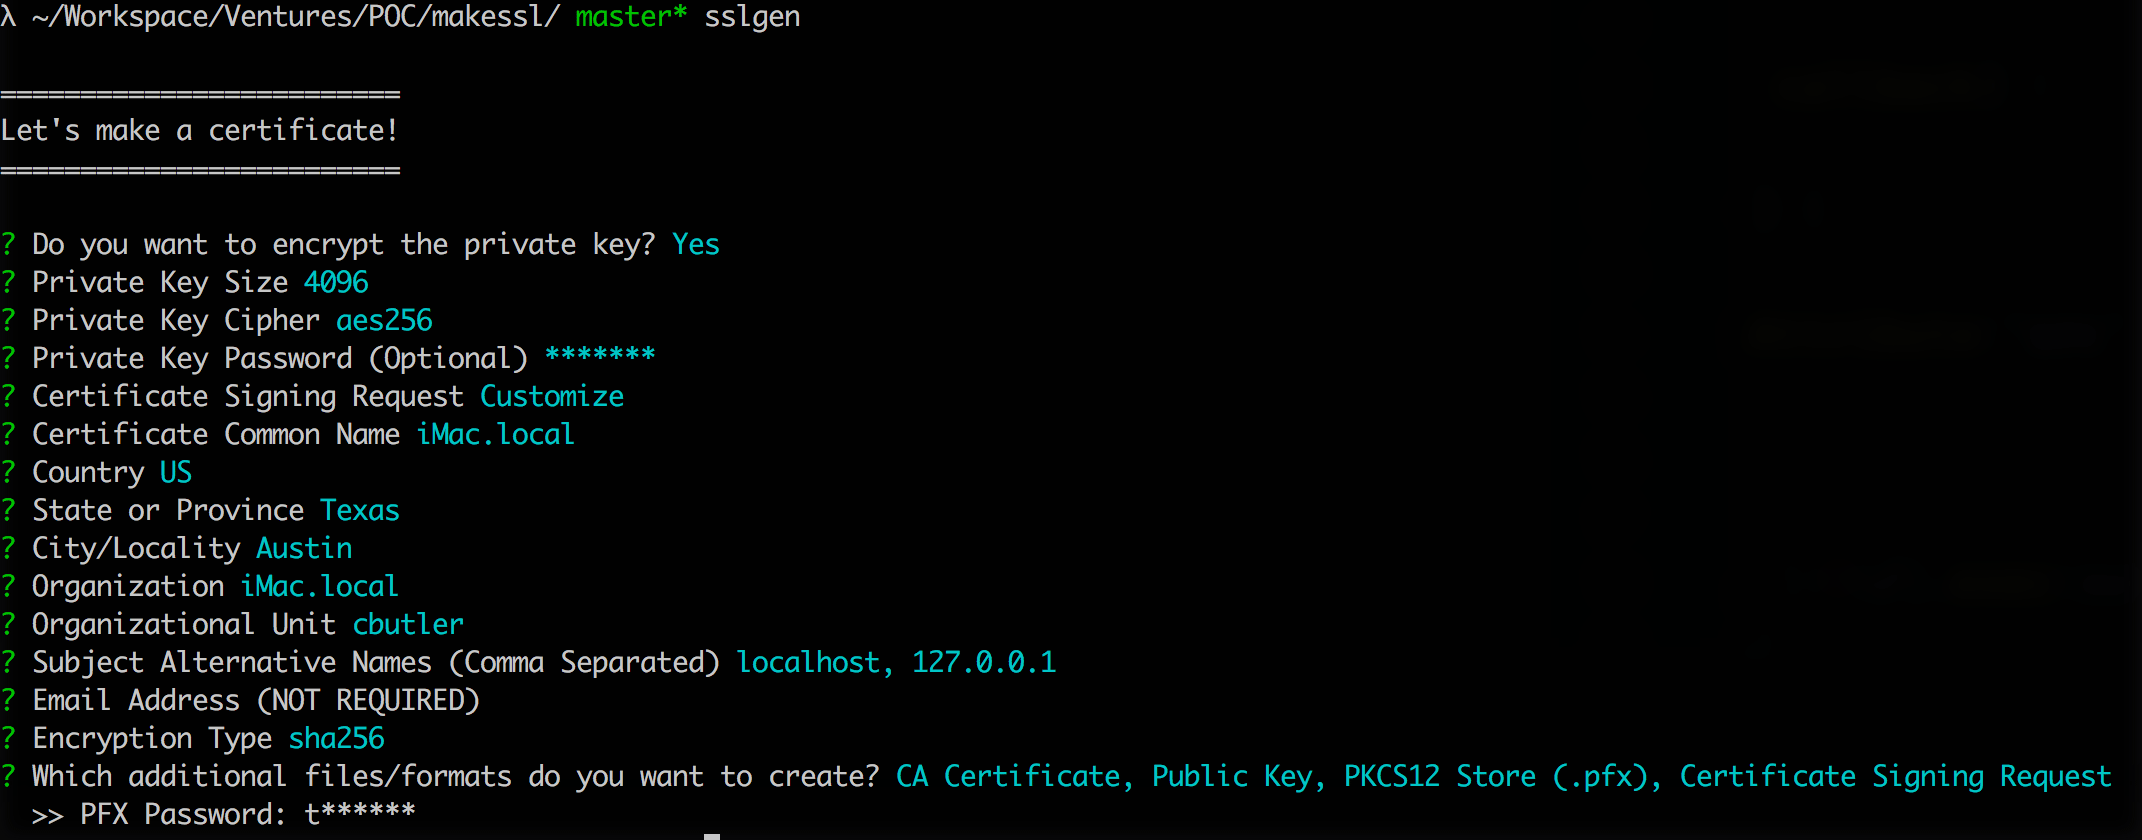 λ ~/Workspace/Ventures/POC/makessl/ master* sslgen
=========================
Let's make a certificate!
=========================
? Do you want to encrypt the private key? Yes
? Private Key Size 4096
? Private Key Cipher aes256
? Private Key Password (Optional) *******
? Certificate Signing Request Customize
? Certificate Common Name iMac.local
? Country US
? State or Province Texas
? City/Locality Austin
? Organization iMac.local
? Organizational Unit cbutler
? Subject Alternative Names (Comma Separated) localhost, 127.0.0.1
? Email Address (NOT REQUIRED)
? Encryption Type sha256
? Which additional files/formats do you want to create? CA Certificate, Public Key, PKCS12 Store (.pfx), Certificate Signing Request
>> PFX Password: t******